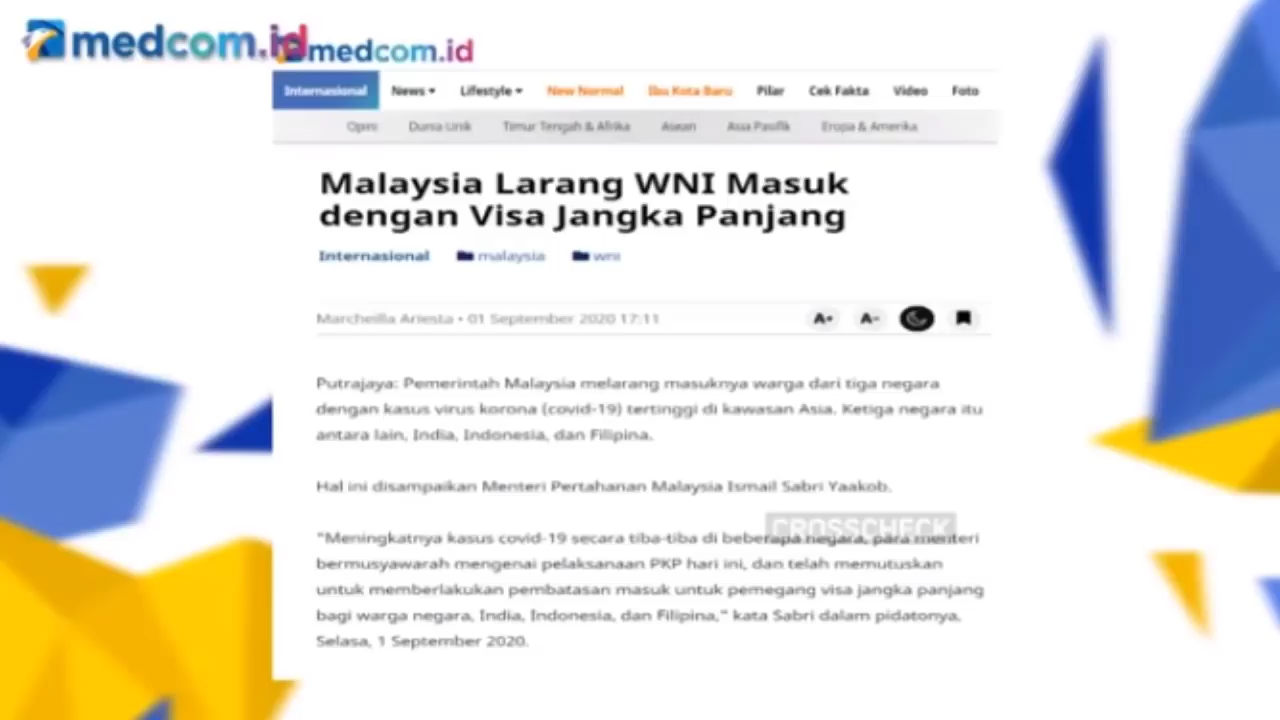 medcom.id
medcom.id
Internasional News Lifestyle New Normal Ibu Kota Baru Pilar Cek Fakta Video Foto
Opini Dunia Unik Timur Tengah & Afrika Asean Asia Pasifik Eropa & Amerika
Malaysia Larang WNI Masuk
dengan Visa Jangka Panjang
Internasional malaysia wni
Marcheilla Ariesta • 01 September 2020 17:11 A+ A-
Putrajaya: Pemerintah Malaysia melarang masuknya warga dari tiga negara
dengan kasus virus korona (covid-19) tertinggi di kawasan Asia. Ketiga negara itu
antara lain, India, Indonesia, dan Filipina.
Hal ini disampaikan Menteri Pertahanan Malaysia Ismail Sabri Yaakob.
CROSSCHECK
"Meningkatnya kasus covid-19 secara tiba-tiba di beberapa negara, para menteri
bermusyawarah mengenai pelaksanaan PKP hari ini, dan telah memutuskan
untuk memberlakukan pembatasan masuk untuk pemegang visa jangka panjang
bagi warga negara, India, Indonesia, dan Filipina," kata Sabri dalam pidatonya,
Selasa, 1 September 2020.